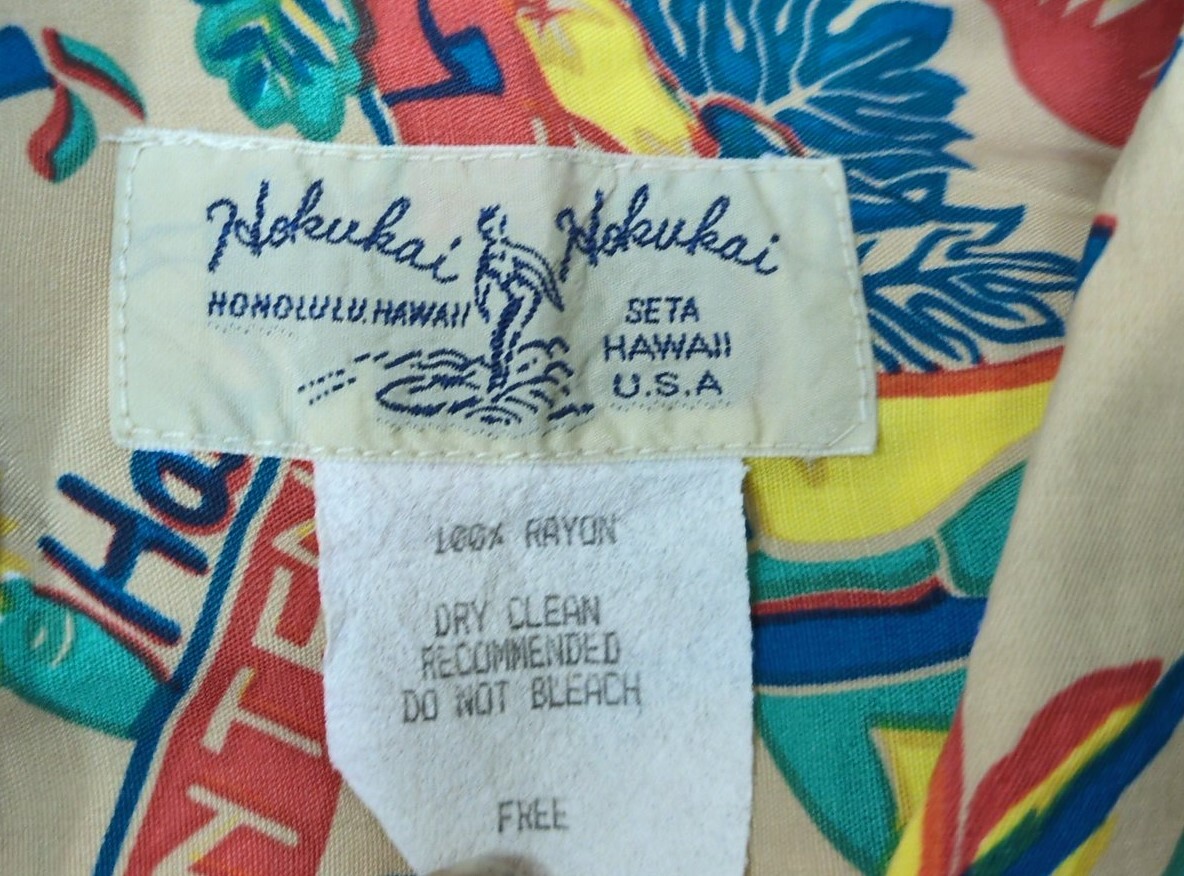 Hokukai Hokukai
HONOLULU.HAWAII
SETA
HAWAII
U.S.A
100% RAYON
DRY CLEAN
RECOMMENDED
DO NOT BLEACH
FREE